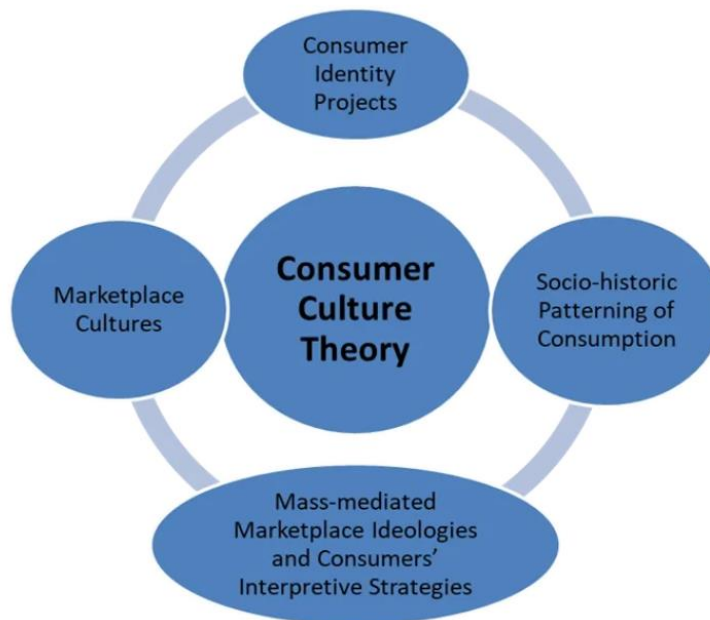 Consumer
Identity
Projects
Marketplace
Cultures
Consumer
Culture
Theory
Socio-historic
Patterning of
Consumption
Mass-mediated
Marketplace Ideologies
and Consumers’
Interpretive Strategies